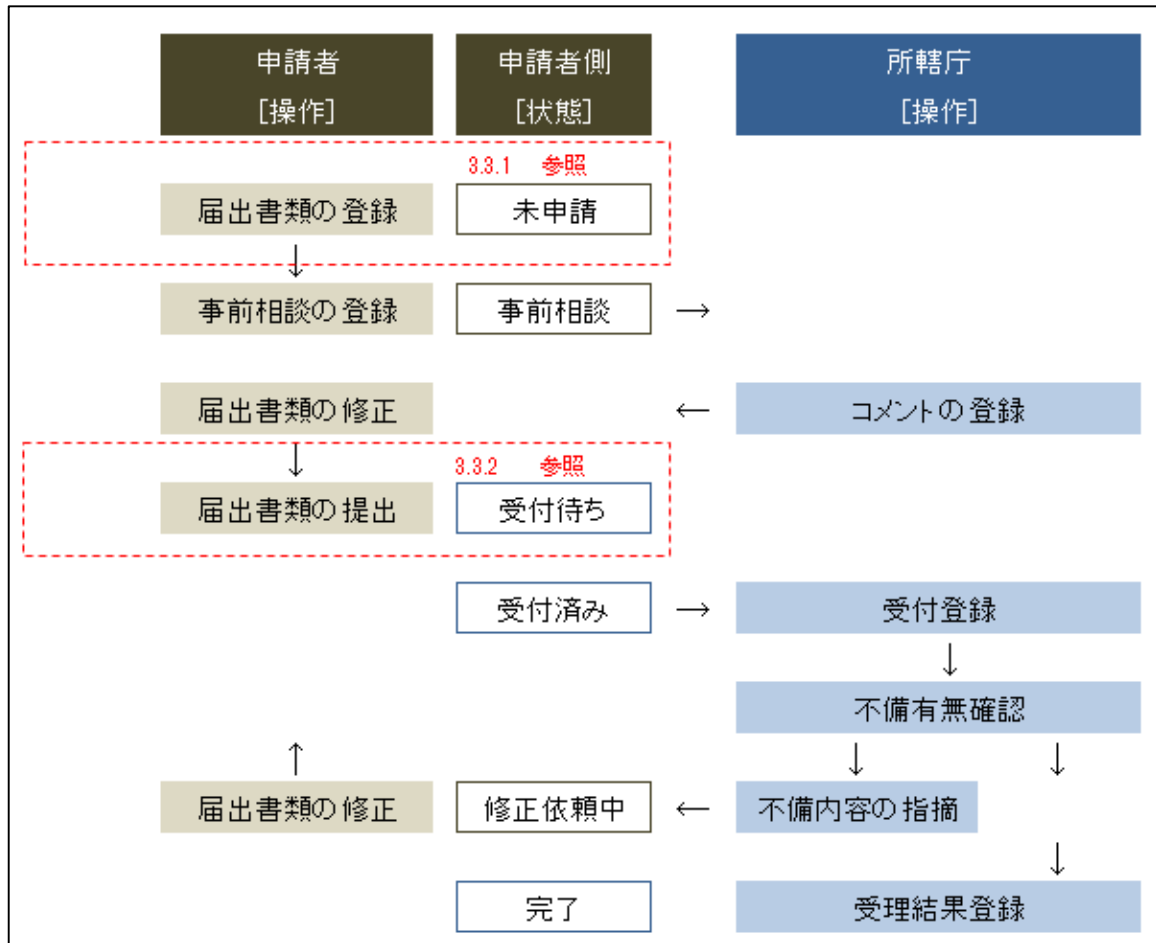 申請者
[操作]
申請者側
[状態]
所轄庁
[操作]
3.3.1 参照
届出書類の登録
未申請
↓
事前相談の登録
事前相談
→
届出書類の修正
←
コメントの登録
↓
3.3.2 参照
届出書類の提出
受付待ち
受付済み
→
受付登録
↓
不備有無確認
↑
↓
↓
届出書類の修正
修正依頼中
←
不備内容の指摘
↓
完了
受理結果登録